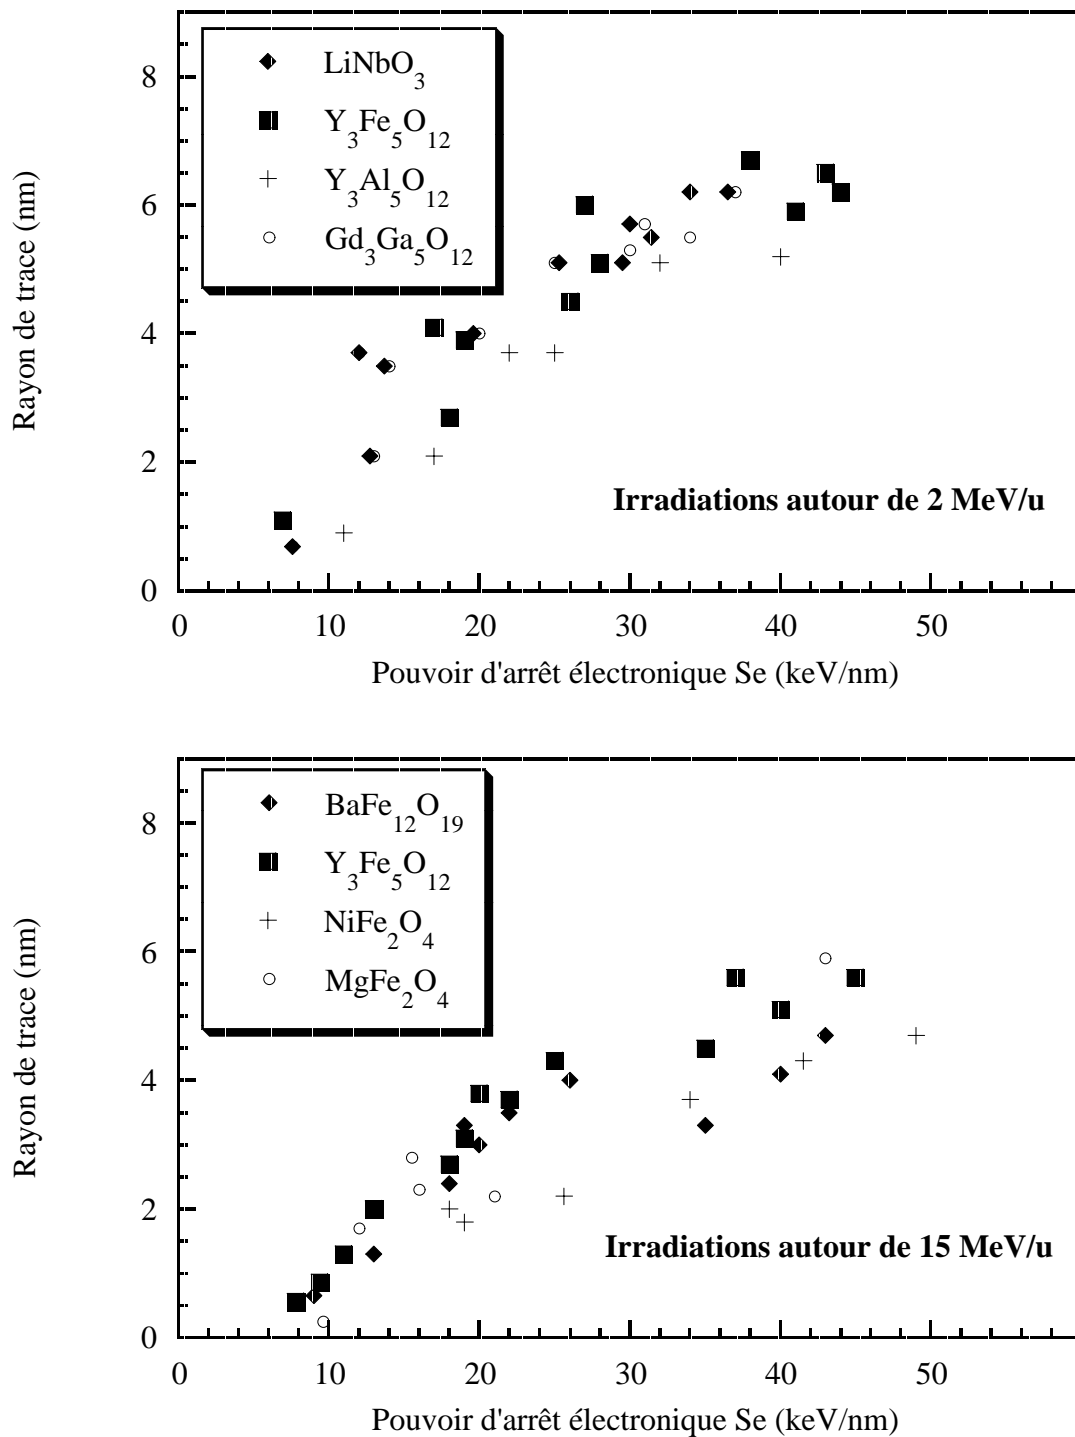 LiNbO3
Y3Fe5O12
Y3Al5O12
Gd3Ga5O12
8
6
4
2
0
Rayon de trace (nm)
Irradiations autour de 2 MeV/u
0 10 20 30 40 50
Pouvoir d'arrêt électronique Se (keV/nm)
BaFe12O19
Y3Fe5O12
NiFe2O4
MgFe2O4
8
6
4
2
0
Rayon de trace (nm)
Irradiations autour de 15 MeV/u
0 10 20 30 40 50
Pouvoir d'arrêt électronique Se (keV/nm)